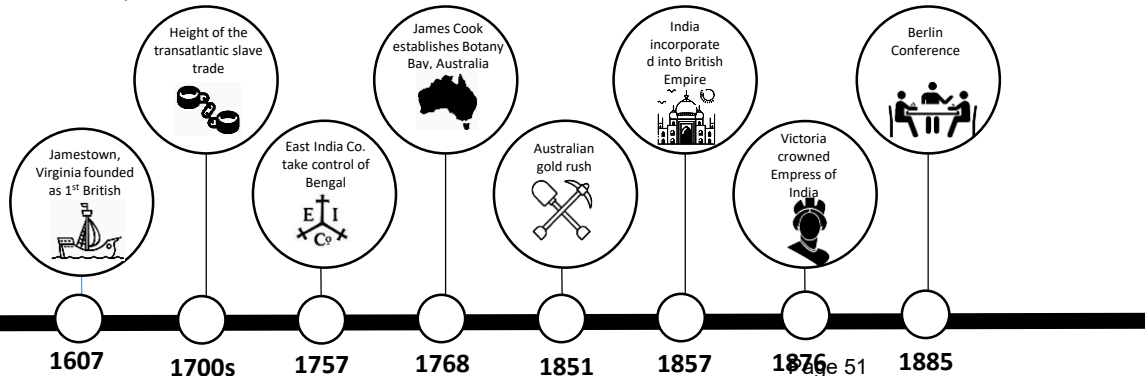 Jamestown,
Virginia founded
as 1st British
Height of the
transatlantic slave
trade
East India Co.
take control of
Bengal
E I
Co
James Cook
establishes Botany
Bay, Australia
Australian
gold rush
India
incorporate
d into British
Empire
Victoria
crowned
Empress of
India
Berlin
Conference
1607
1700s
1757
1768
1851
1857
1876
1885
Page 51